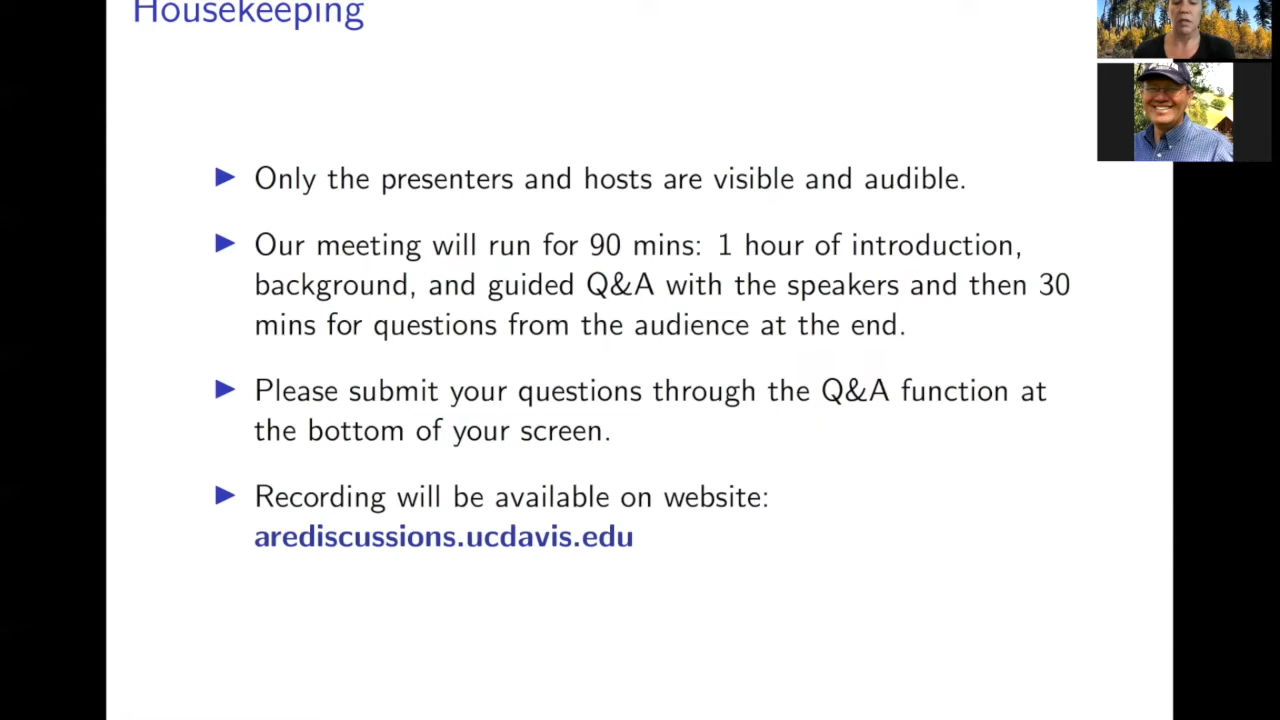 Housekeeping
Only the presenters and hosts are visible and audible.
Our meeting will run for 90 mins: 1 hour of introduction,
background, and guided Q&A with the speakers and then 30
mins for questions from the audience at the end.
Please submit your questions through the Q&A function at
the bottom of your screen.
Recording will be available on website:
arediscussions.ucdavis.edu